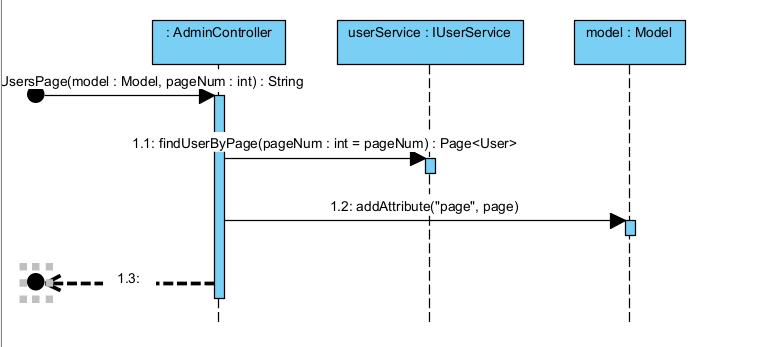 : AdminController
userService : IUserService
model : Model
UsersPage(model : Model, pageNum : int) : String
1.1: findUserByPage(pageNum : int = pageNum) : Page<User>
1.2: addAttribute("page", page)
1.3: